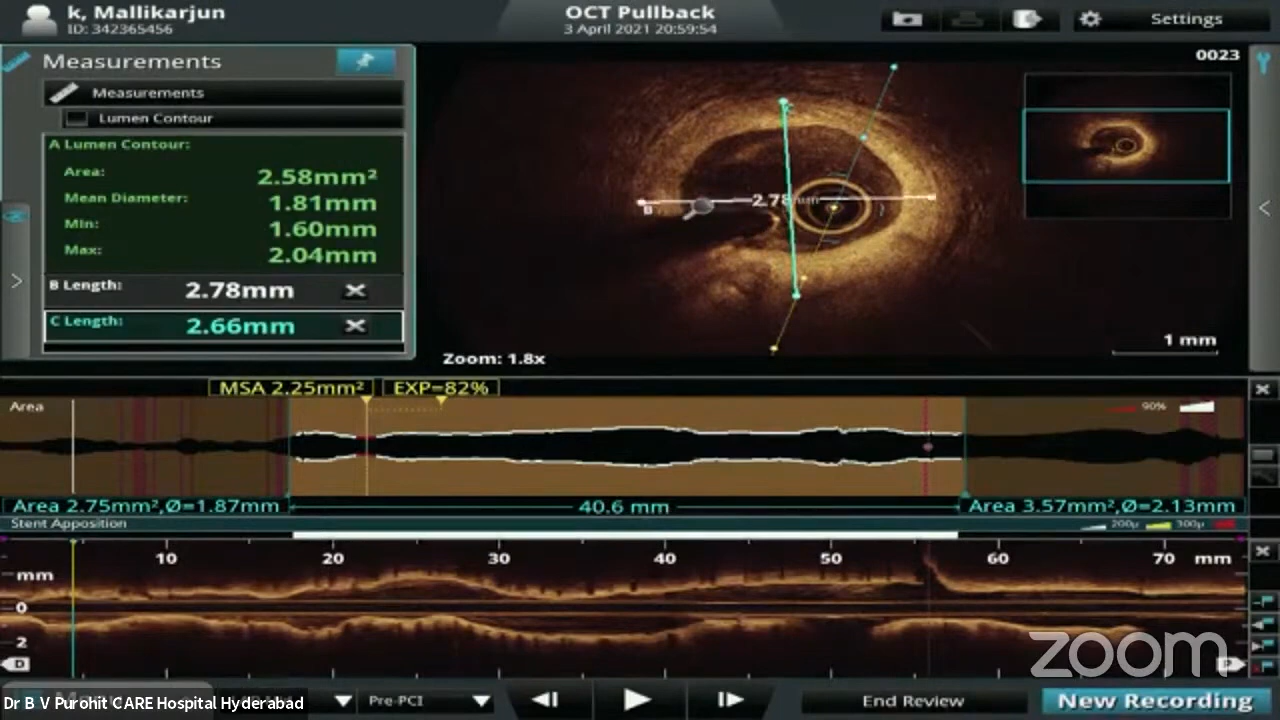 k, Mallikarjun
ID: 342365456
OCT Pullback
3 April 2021 20:59:54
Settings
Measurements
Measurements
Lumen Contour
A Lumen Contour:
Area: 2.58mm²
Mean Diameter: 1.81mm
Min: 1.60mm
Max: 2.04mm
B Length: 2.78mm
C Length: 2.66mm
0023
B
2.78
1 mm
Zoom: 1.8x
MSA 2.25mm² EXP=82%
Area
90%
Area 2.75mm²,Ø=1.87mm
40.6 mm
Area 3.57mm²,Ø=2.13mm
Stent Apposition
200µ 300µ
10 20 30 40 50 60 70 mm
mm
0
2
D
zoom
Dr B V Purohit CARE Hospital Hyderabad
Pre-PCI
End Review
New Recording